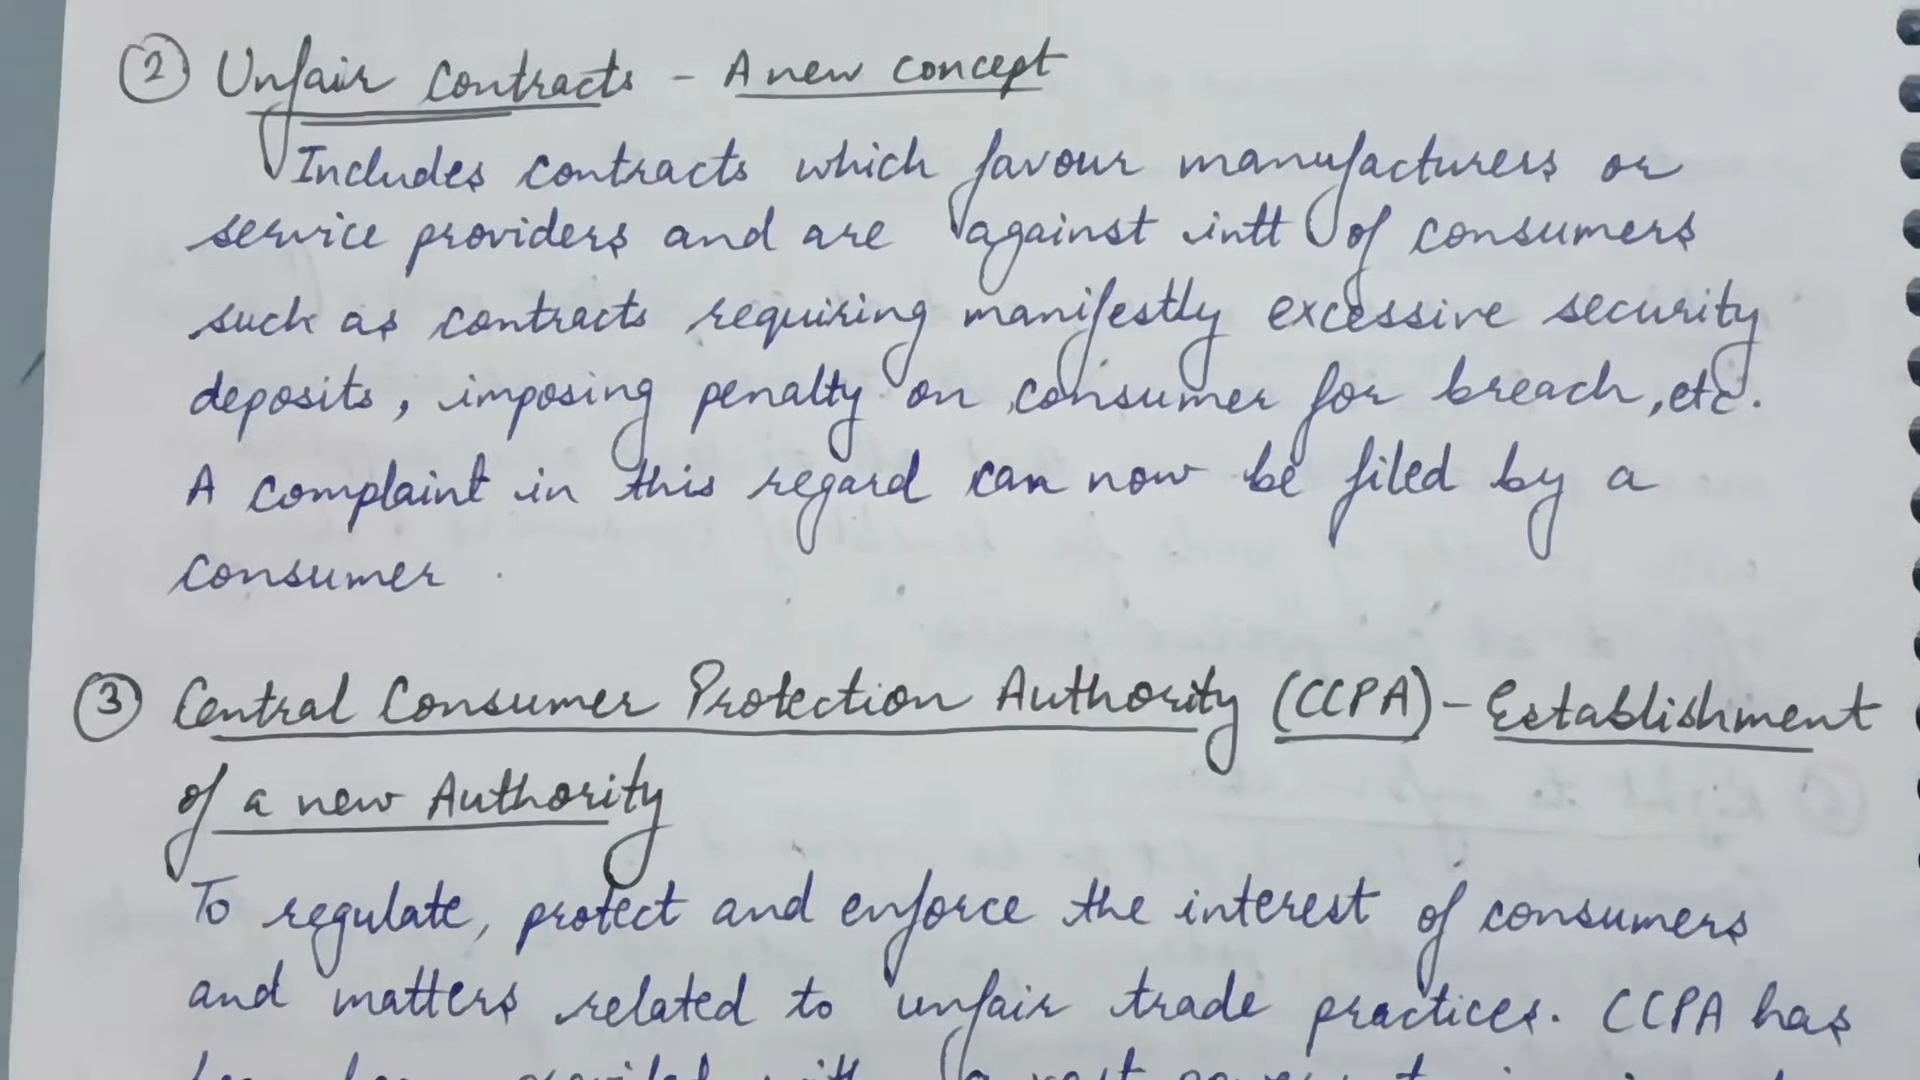 ② Unfair Contracts - A new concept
Includes contracts which favour manufacturers or
service providers and are against intt of consumers
such as contracts requiring manifestly excessive security
deposits, imposing penalty on consumer for breach, etc.
A complaint in this regard can now be filed by a
consumer
③ Central Consumer Protection Authority (CCPA) - Establishment
of a new Authority
To regulate, protect and enforce the interest of consumers
and matters related to unfair trade practices. CCPA has